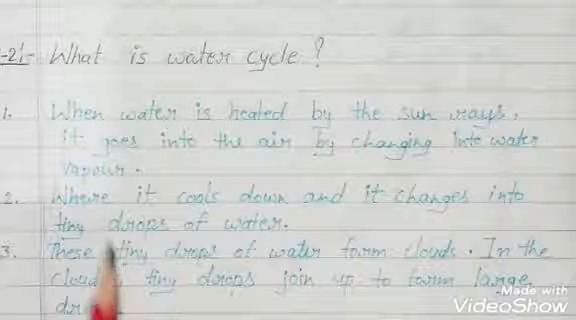 -21- What is water cycle?
1. When water is heated by the sun rays,
it goes into the air by changing into water
vapour.
2. Where it cools down and it changes into
tiny drops of water.
3. These tiny drops of water form clouds. In the
tiny drops join up to form large
Made with
VideoShow